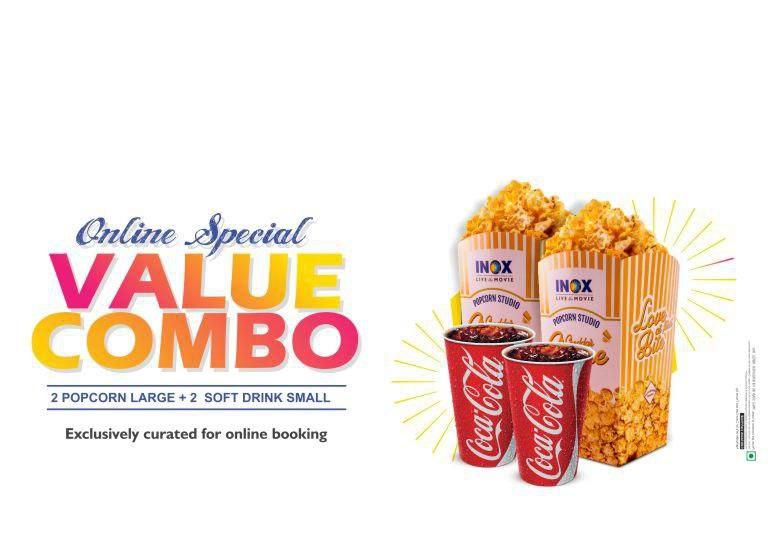 Online Special
VALUE
COMBO
2 POPCORN LARGE + 2 SOFT DRINK SMALL
Exclusively curated for online booking
INOX
LIVE the MOVIE
POPCORN STUDIO
INOX
LIVE the MOVIE
POPCORN STUDIO
Cheddar
Love
Bite
Coca-Cola
Coca-Cola